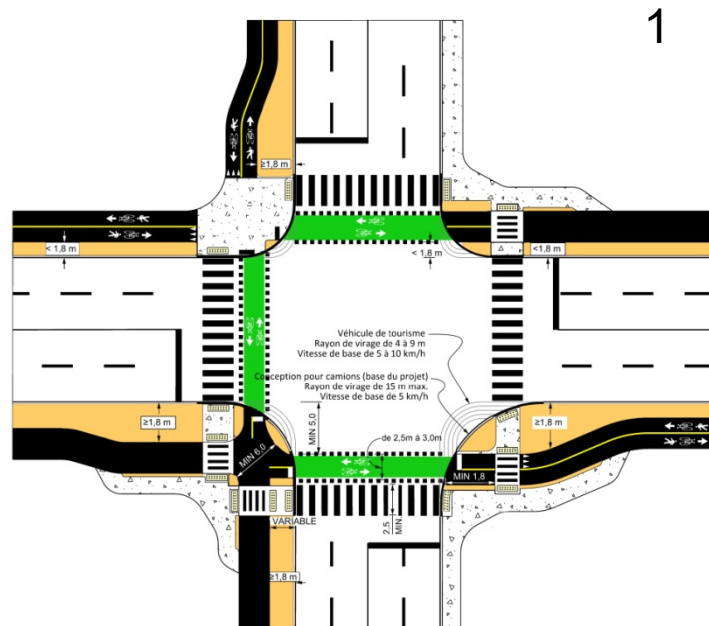 1
≥1,8 m
< 1,8 m
< 1,8 m
<1,8 m
Véhicule de tourisme
Rayon de virage de 4 à 9 m
Vitesse de base de 5 à 10 km/h
Conception pour camions (base du projet)
Rayon de virage de 15 m max.
Vitesse de base de 5 km/h
≥1,8 m
MIN 5,0
≥1,8 m
de 2,5m à 3,0m
MIN 6,0
MIN 1,8
2,5
MIN.
VARIABLE
≥1,8 m